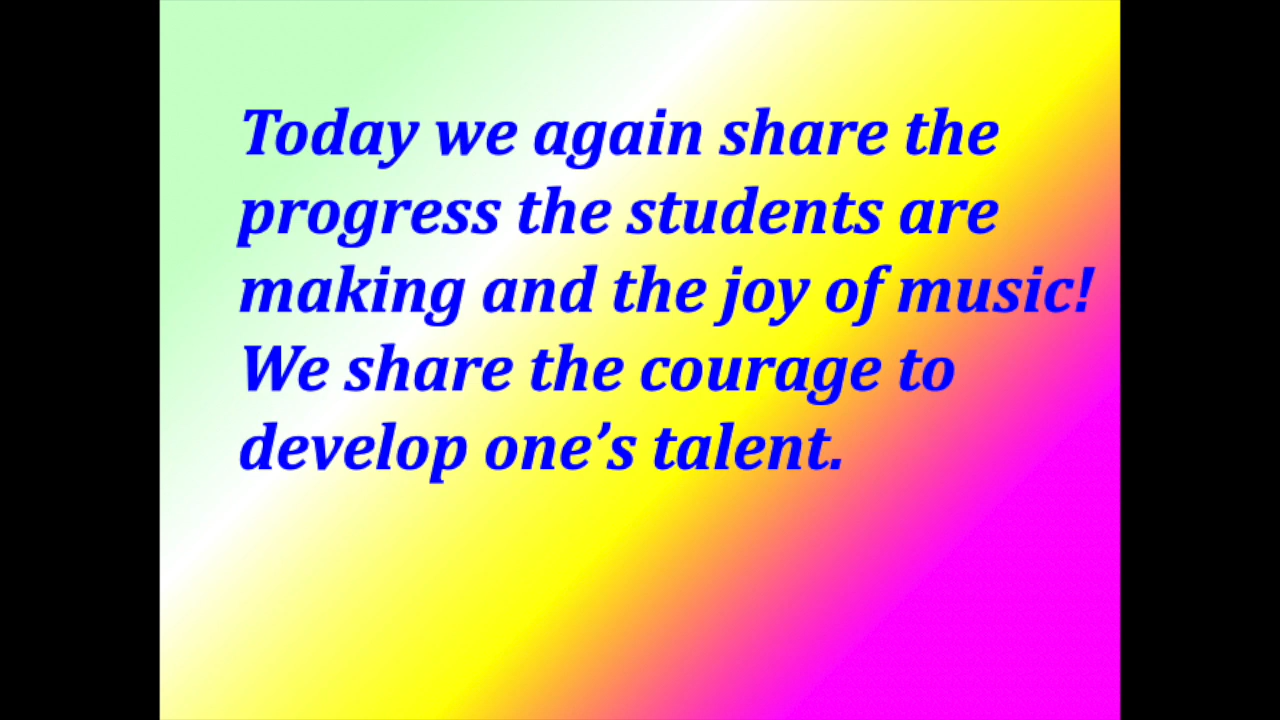 Today we again share the
progress the students are
making and the joy of music!
We share the courage to
develop one’s talent.